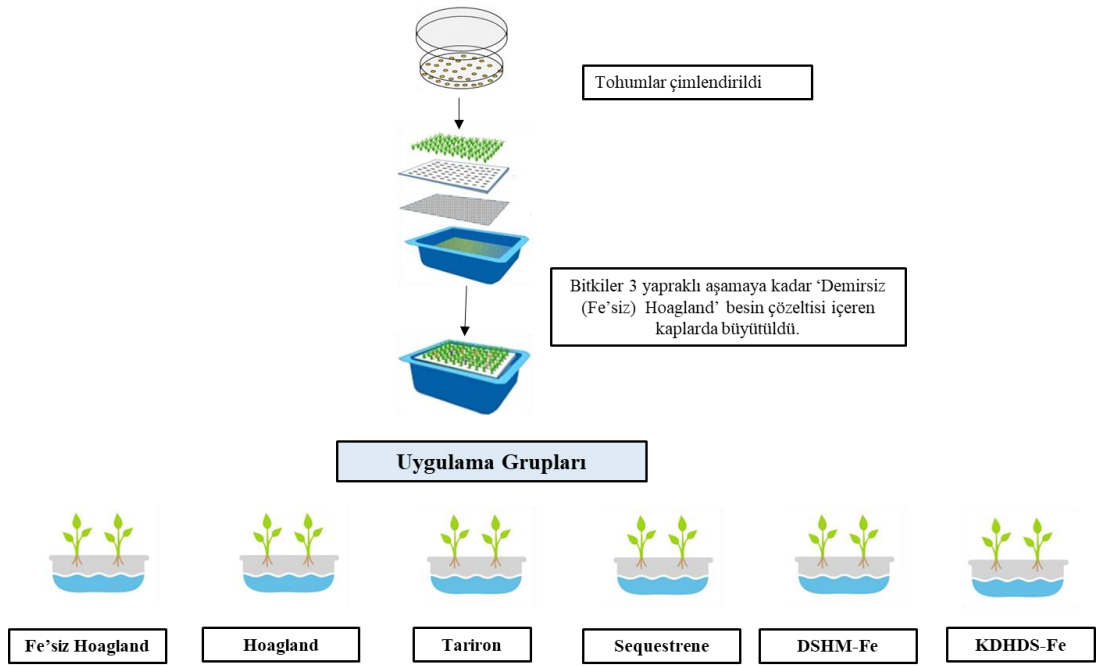 Tohumlar çimlendirildi
Bitkiler 3 yapraklı aşamaya kadar ‘Demirsiz
(Fe’siz) Hoagland’ besin çözeltisi içeren
kaplarda büyütüldü.
Uygulama Grupları
Fe’siz Hoagland
Hoagland
Tariron
Sequestrene
DSHM-Fe
KDHDS-Fe